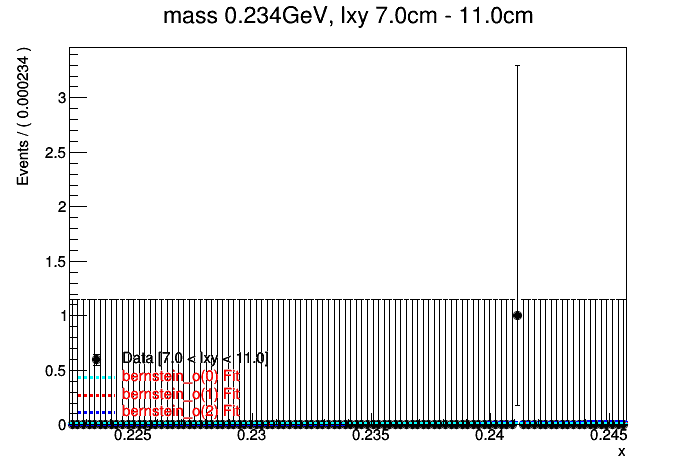 mass 0.234GeV, lxy 7.0cm - 11.0cm
Events / ( 0.000234 )
3
2.5
2
1.5
1
0.5
0
Data [7.0 < lxy < 11.0]
bernstein_o(0) Fit
bernstein_o(1) Fit
bernstein_o(2) Fit
0.225 0.23 0.235 0.24 0.245
x